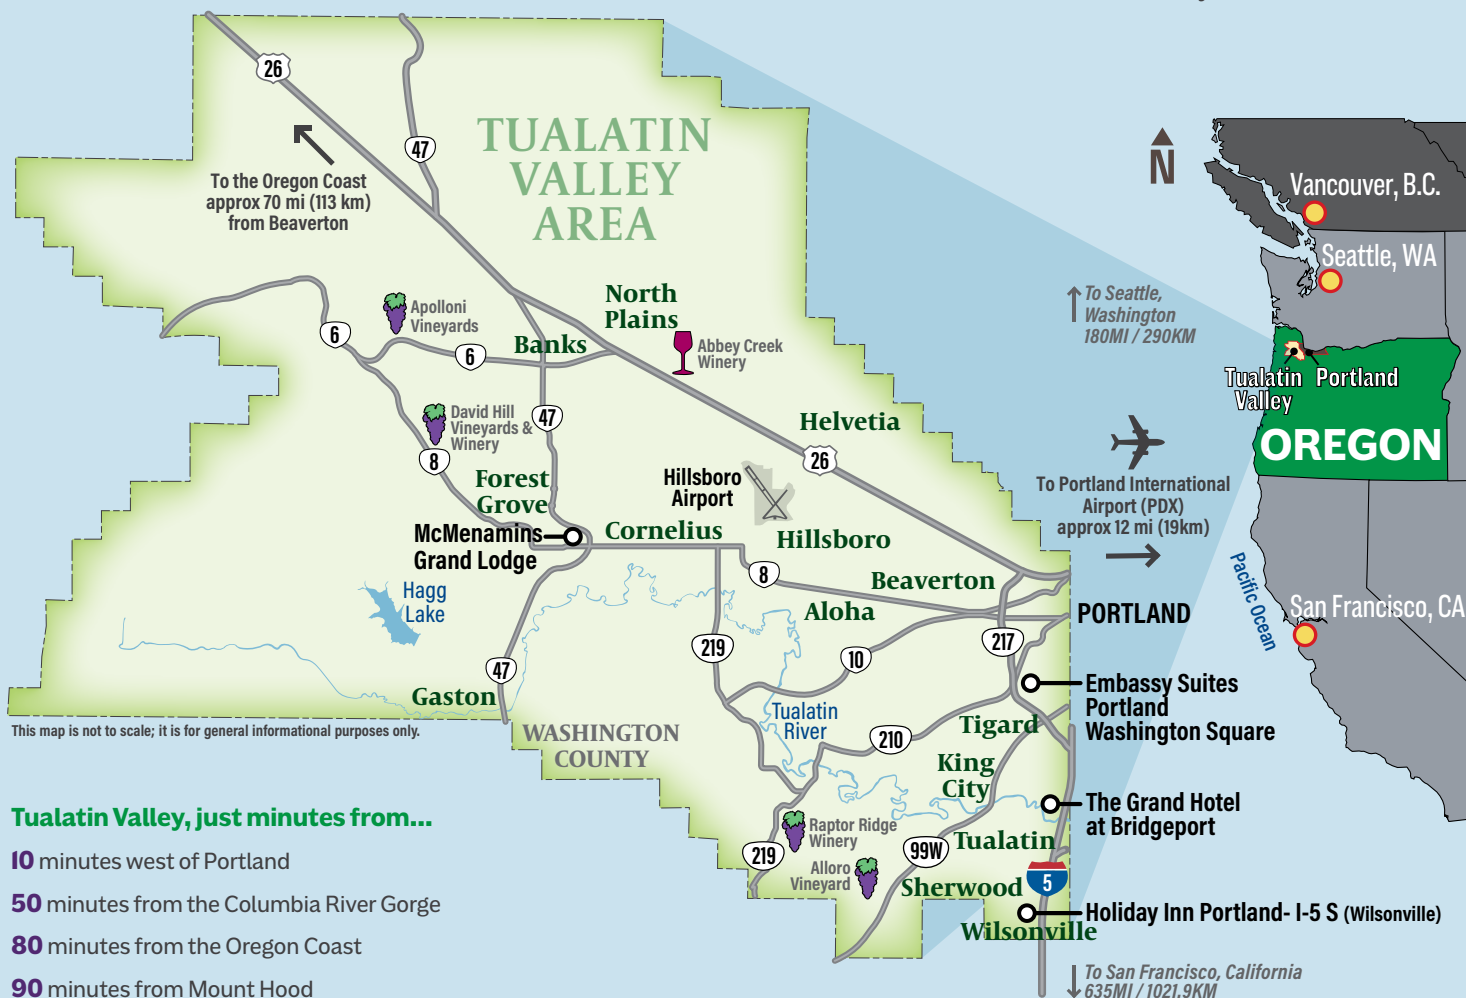 26
47
TUALATIN
VALLEY
AREA
To the Oregon Coast
approx 70 mi (113 km)
from Beaverton
N
Vancouver, B.C.
Seattle, WA
To Seattle,
Washington
180MI / 290KM
North
Plains
Apolloni
Vineyards
6
6
Banks
Abbey Creek
Winery
Tualatin
Valley
Portland
OREGON
David Hill
Vineyards &
Winery
47
Helvetia
8
26
Hillsboro
Airport
Forest
Grove
To Portland International
Airport (PDX)
approx 12 mi (19km)
McMenamins
Grand Lodge
Cornelius
Hillsboro
8
Beaverton
Aloha
Hagg
Lake
Pacific Ocean
San Francisco, CA
PORTLAND
219
10
217
47
Gaston
Embassy Suites
Portland
Washington Square
Tualatin
River
Tigard
210
This map is not to scale; it is for general informational purposes only.
WASHINGTON
COUNTY
King
City
The Grand Hotel
at Bridgeport
Tualatin Valley, just minutes from...
10 minutes west of Portland
50 minutes from the Columbia River Gorge
80 minutes from the Oregon Coast
90 minutes from Mount Hood
Raptor Ridge
Winery
219
Alloro
Vineyard
99W
Tualatin
Sherwood
5
Holiday Inn Portland- I-5 S (Wilsonville)
Wilsonville
To San Francisco, California
635MI / 1021.9KM